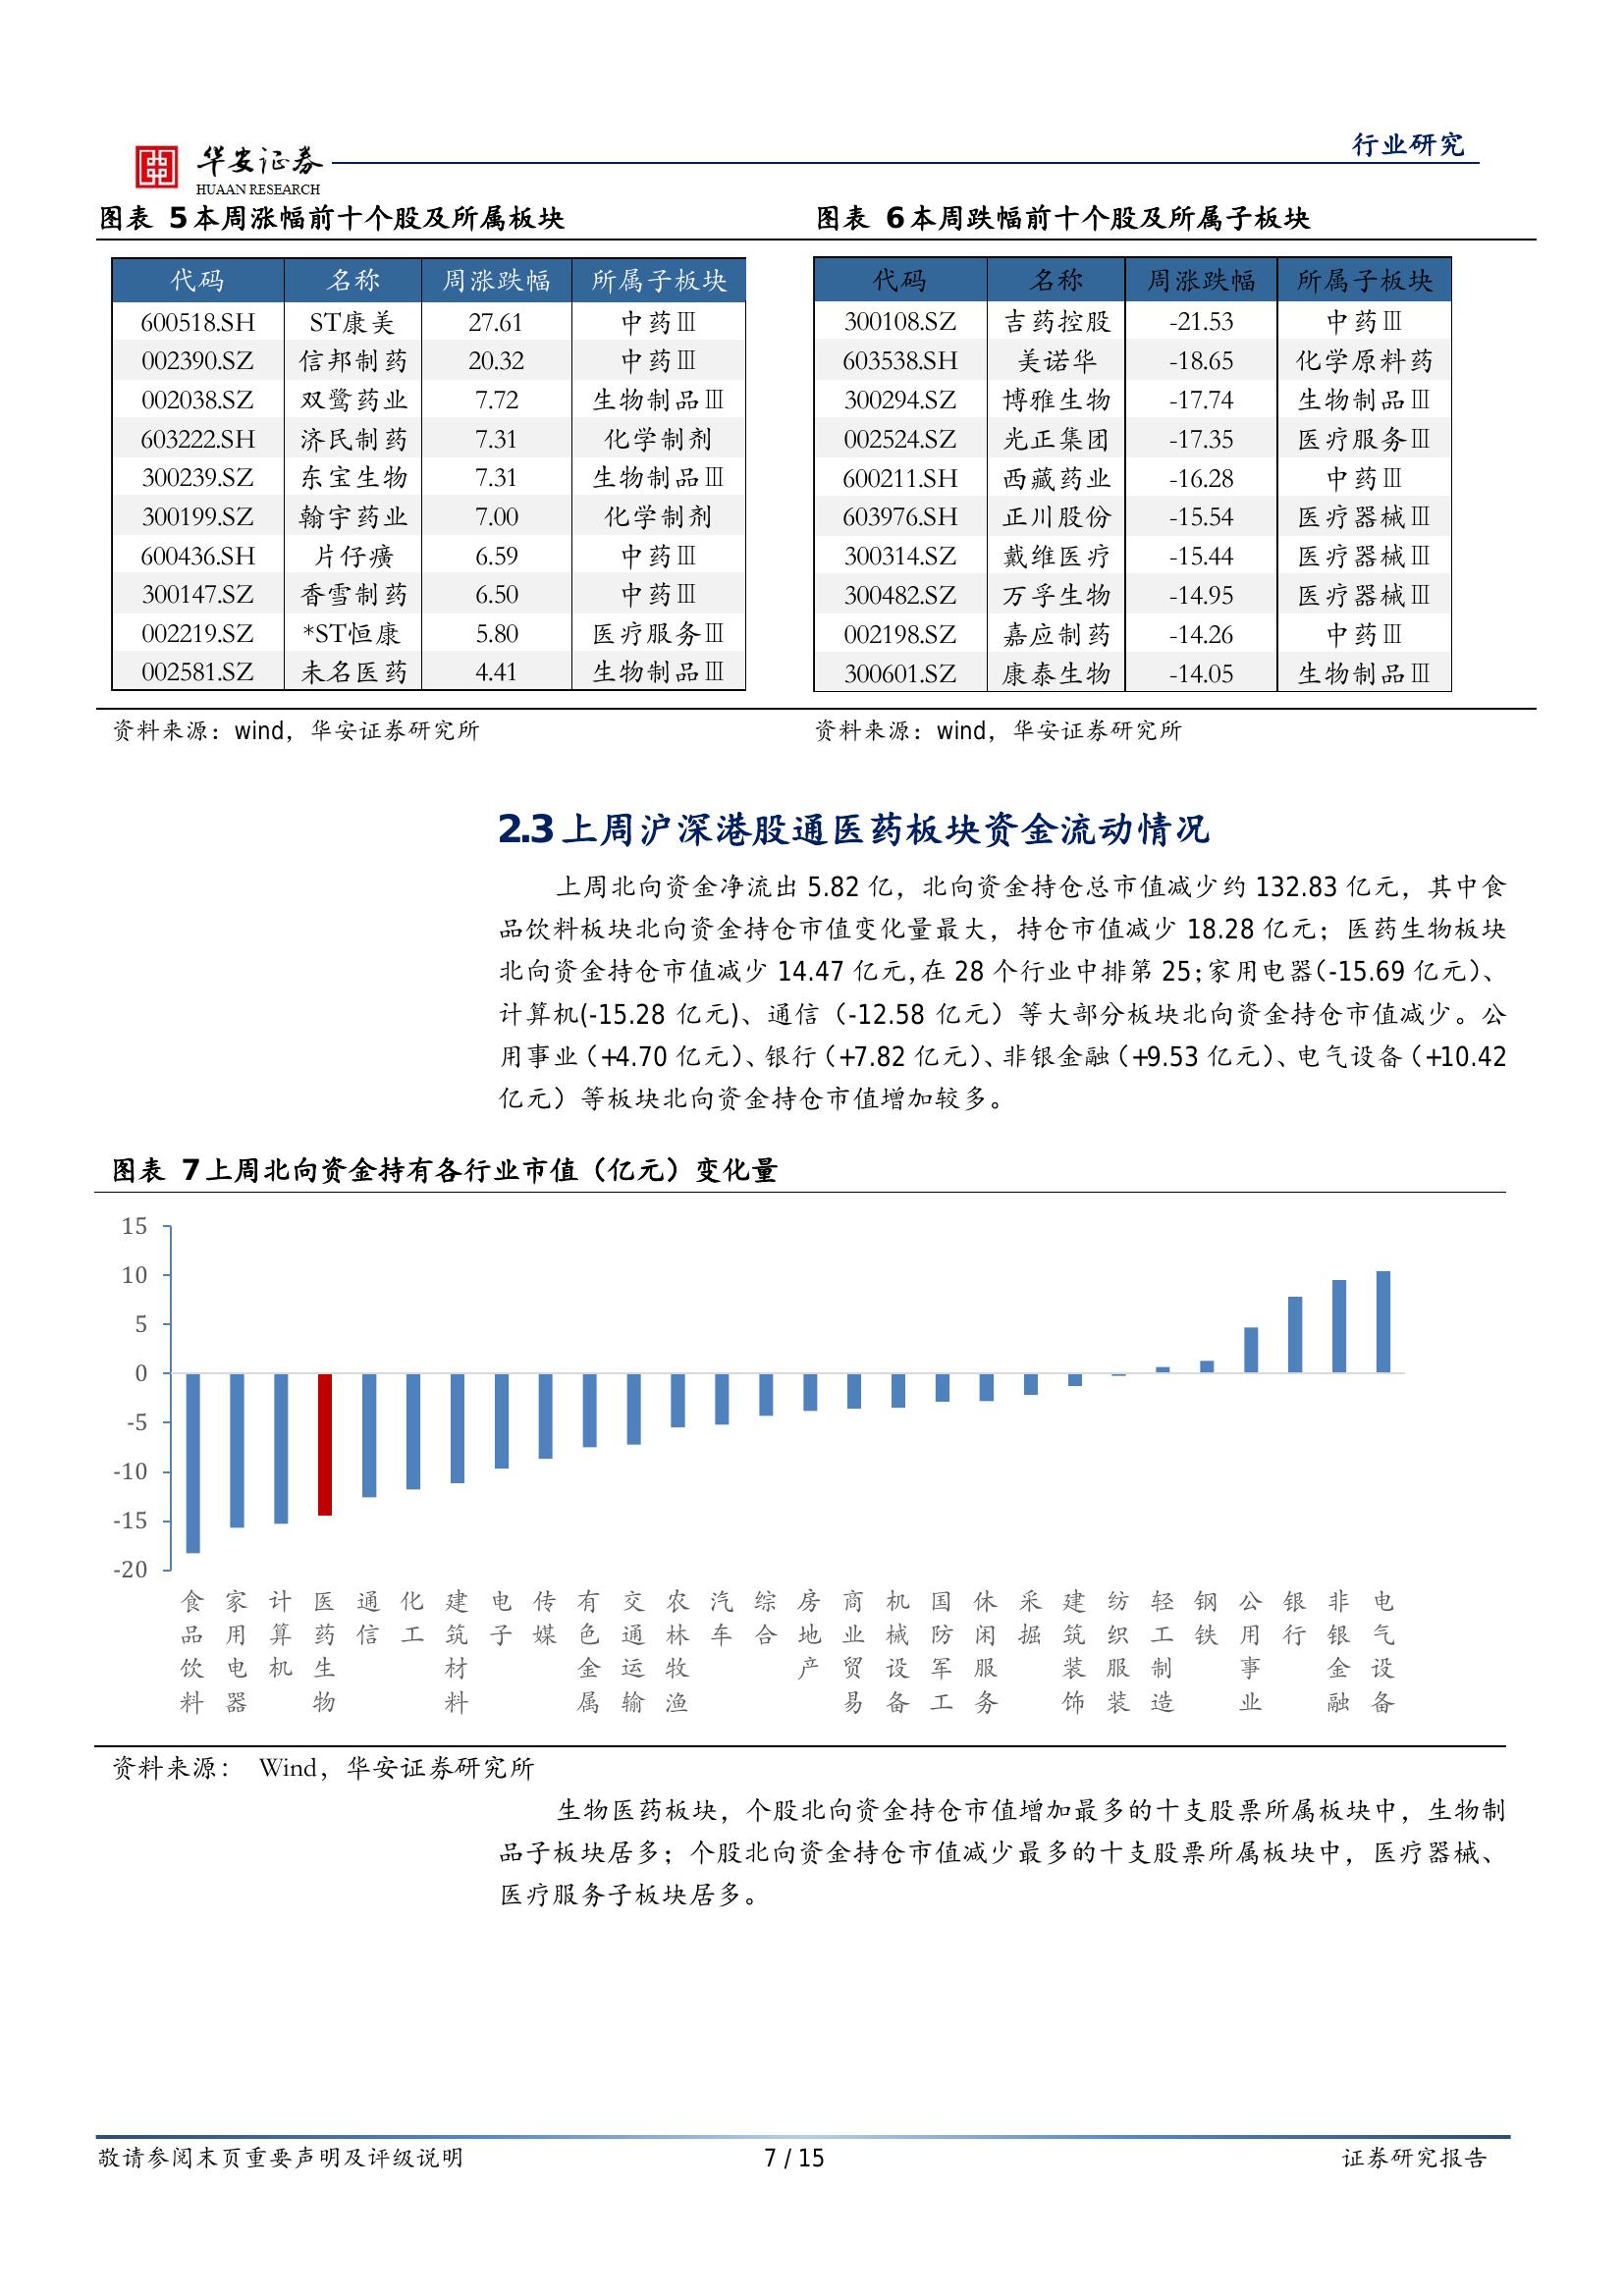 行业研究
华安证券
HUAAN RESEARCH
图表 5 本周涨幅前十个股及所属板块
代码 名称 周涨跌幅 所属子板块
600518.SH ST康美 27.61 中药Ⅲ
002390.SZ 信邦制药 20.32 中药Ⅲ
002038.SZ 双鹭药业 7.72 生物制品Ⅲ
603222.SH 济民制药 7.31 化学制剂
300239.SZ 东宝生物 7.31 生物制品Ⅲ
300199.SZ 翰宇药业 7.00 化学制剂
600436.SH 片仔癀 6.59 中药Ⅲ
300147.SZ 香雪制药 6.50 中药Ⅲ
002219.SZ *ST恒康 5.80 医疗服务Ⅲ
002581.SZ 未名医药 4.41 生物制品Ⅲ
资料来源：wind，华安证券研究所
图表 6 本周跌幅前十个股及所属子板块
代码 名称 周涨跌幅 所属子板块
300108.SZ 吉药控股 -21.53 中药Ⅲ
603538.SH 美诺华 -18.65 化学原料药
300294.SZ 博雅生物 -17.74 生物制品Ⅲ
002524.SZ 光正集团 -17.35 医疗服务Ⅲ
600211.SH 西藏药业 -16.28 中药Ⅲ
603976.SH 正川股份 -15.54 医疗器械Ⅲ
300314.SZ 戴维医疗 -15.44 医疗器械Ⅲ
300482.SZ 万孚生物 -14.95 医疗器械Ⅲ
002198.SZ 嘉应制药 -14.26 中药Ⅲ
300601.SZ 康泰生物 -14.05 生物制品Ⅲ
资料来源：wind，华安证券研究所
2.3 上周沪深港股通医药板块资金流动情况
上周北向资金净流出 5.82 亿，北向资金持仓总市值减少约 132.83 亿元，其中食
品饮料板块北向资金持仓市值变化量最大，持仓市值减少 18.28 亿元；医药生物板块
北向资金持仓市值减少 14.47 亿元,在 28 个行业中排第 25;家用电器(-15.69 亿元)、
计算机(-15.28 亿元)、通信（-12.58 亿元）等大部分板块北向资金持仓市值减少。公
用事业（+4.70 亿元）、银行（+7.82 亿元）、非银金融（+9.53 亿元）、电气设备（+10.42
亿元）等板块北向资金持仓市值增加较多。
图表 7 上周北向资金持有各行业市值（亿元）变化量
15
10
5
0
-5
-10
-15
-20
食品饮料
家用电器
计算机
医药生物
通信
化工
建筑材料
电子
传媒
有色金属
交通运输
农林牧渔
汽车
综合
房地产
商业贸易
机械设备
国防军工
休闲服务
采掘
建筑装饰
纺织服装
轻工制造
钢铁
公用事业
银行
非银金融
电气设备
资料来源： Wind，华安证券研究所
生物医药板块，个股北向资金持仓市值增加最多的十支股票所属板块中，生物制
品子板块居多；个股北向资金持仓市值减少最多的十支股票所属板块中，医疗器械、
医疗服务子板块居多。
敬请参阅末页重要声明及评级说明
7 / 15
证券研究报告